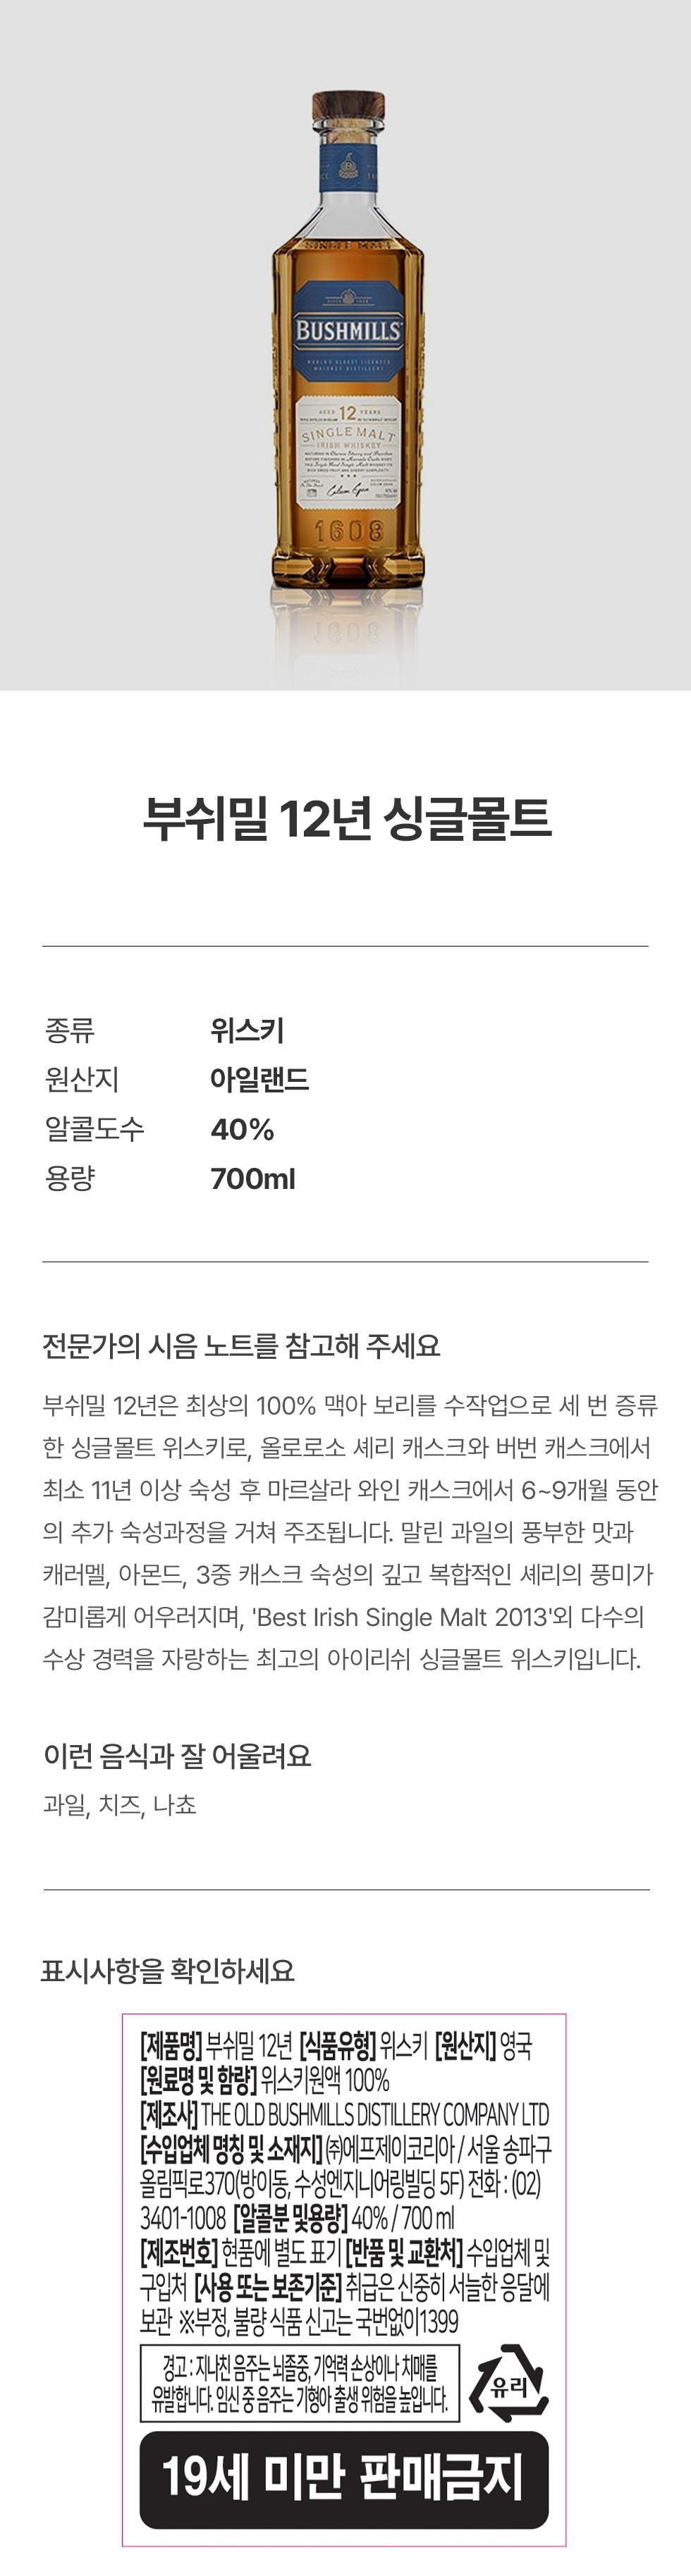 SINGLE MALT
SINCE 1608
BUSHMILLS
WORLD'S OLDEST LICENSED
WHISKEY DISTILLERY
AGED 12 YEARS
SINGLE MALT
IRISH WHISKEY
1608
부쉬밀 12년 싱글몰트
종류 위스키
원산지 아일랜드
알콜도수 40%
용량 700ml
전문가의 시음 노트를 참고해 주세요
부쉬밀 12년은 최상의 100% 맥아 보리를 수작업으로 세 번 증류
한 싱글몰트 위스키로, 올로로소 셰리 캐스크와 버번 캐스크에서
최소 11년 이상 숙성 후 마르살라 와인 캐스크에서 6~9개월 동안
의 추가 숙성과정을 거쳐 주조됩니다. 말린 과일의 풍부한 맛과
캐러멜, 아몬드, 3중 캐스크 숙성의 깊고 복합적인 셰리의 풍미가
감미롭게 어우러지며, 'Best Irish Single Malt 2013'외 다수의
수상 경력을 자랑하는 최고의 아이리쉬 싱글몰트 위스키입니다.
이런 음식과 잘 어울려요
과일, 치즈, 나쵸
표시사항을 확인하세요
[제품명] 부쉬밀 12년 [식품유형] 위스키 [원산지] 영국
[원료명 및 함량] 위스키원액 100%
[제조사] THE OLD BUSHMILLS DISTILLERY COMPANY LTD
[수입업체 명칭 및 소재지] ㈜에프제이코리아 / 서울 송파구
올림픽로370(방이동, 수성엔지니어링빌딩 5F) 전화 : (02)
3401-1008 [알콜분 및용량] 40% / 700 ml
[제조번호] 현품에 별도 표기 [반품 및 교환처] 수입업체 및
구입처 [사용 또는 보존기준] 취급은 신중히 서늘한 응달에
보관 ※부정, 불량 식품 신고는 국번없이1399
경고 : 지나친 음주는 뇌졸중, 기억력 손상이나 치매를
유발합니다. 임신 중 음주는 기형아 출생 위험을 높입니다.
유리
19세 미만 판매금지